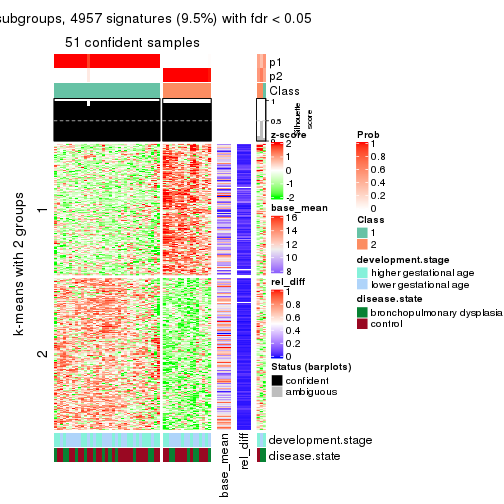 subgroups, 4957 signatures (9.5%) with fdr < 0.05
51 confident samples
p1
p2
Class
1
0.5
0
Silhouette
score
k-means with 2 groups
1
2
z-score
2
1
0
-1
-2
base_mean
16
14
12
10
8
rel_diff
1
0.8
0.6
0.4
0.2
0
Status (barplots)
confident
ambiguous
Prob
1
0.8
0.6
0.4
0.2
0
Class
1
2
development.stage
higher gestational age
lower gestational age
disease.state
bronchopulmonary dysplasia
control
development.stage
disease.state
base_mean
rel_diff